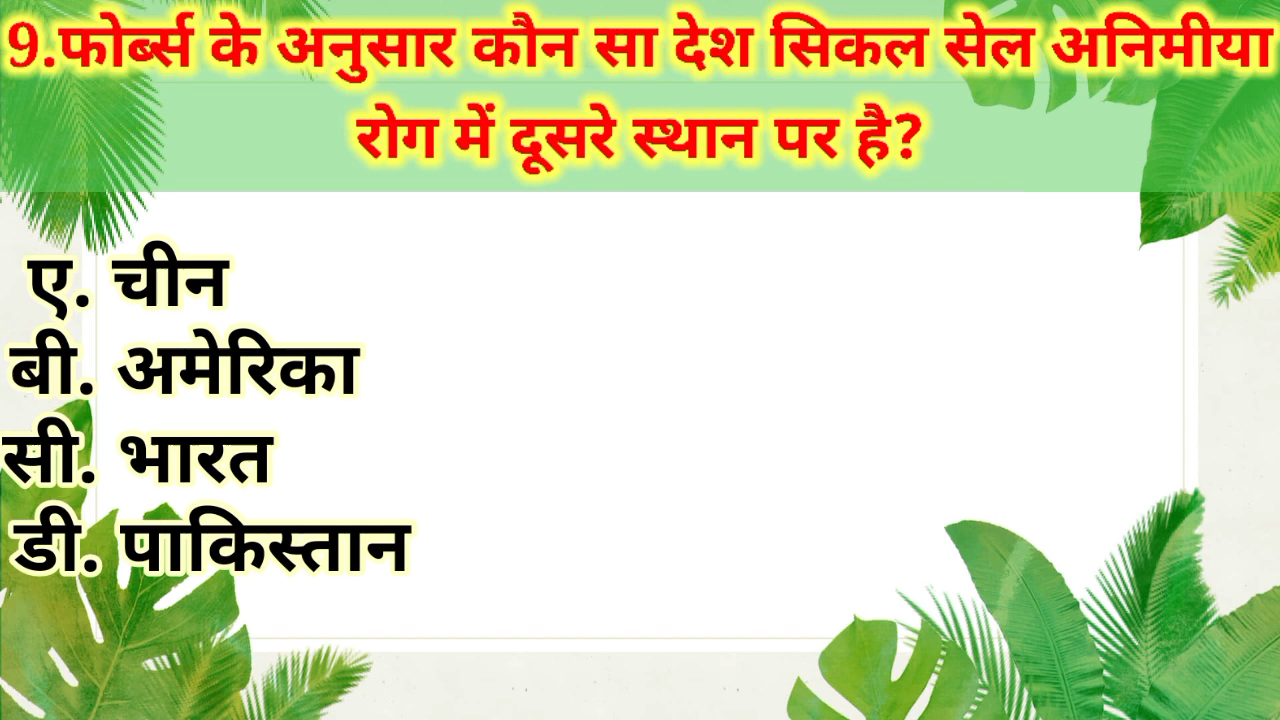 9.फोर्ब्स के अनुसार कौन सा देश सिकल सेल अनिमीया
रोग में दूसरे स्थान पर है?
ए. चीन
बी. अमेरिका
सी. भारत
डी. पाकिस्तान